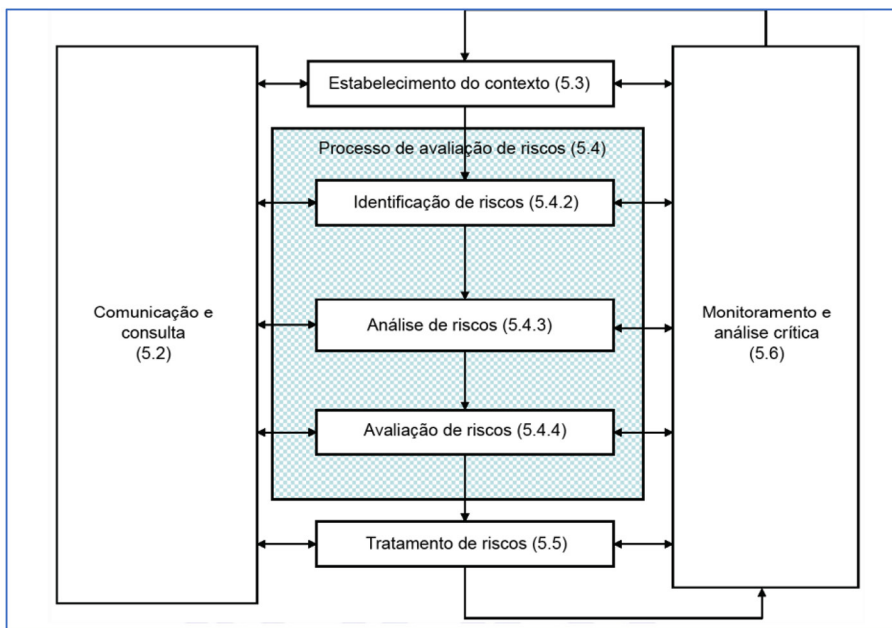 Estabelecimento do contexto (5.3)
Processo de avaliação de riscos (5.4)
Identificação de riscos (5.4.2)
Comunicação e
consulta
(5.2)
Análise de riscos (5.4.3)
Monitoramento e
análise crítica
(5.6)
Avaliação de riscos (5.4.4)
Tratamento de riscos (5.5)